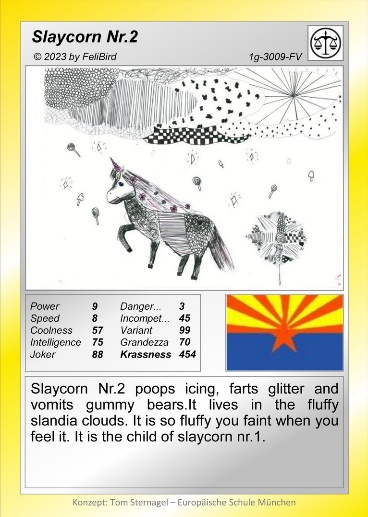 Slaycorn Nr.2
© 2023 by FeliBird 1g-3009-FV
Power 9 Danger... 3
Speed 8 Incompet... 45
Coolness 57 Variant 99
Intelligence 75 Grandezza 70
Joker 88 Krassness 454
Slaycorn Nr.2 poops icing, farts glitter and
vomits gummy bears.It lives in the fluffy
slandia clouds. It is so fluffy you faint when you
feel it. It is the child of slaycorn nr.1.
Konzept: Tom Sternagel – Europäische Schule München